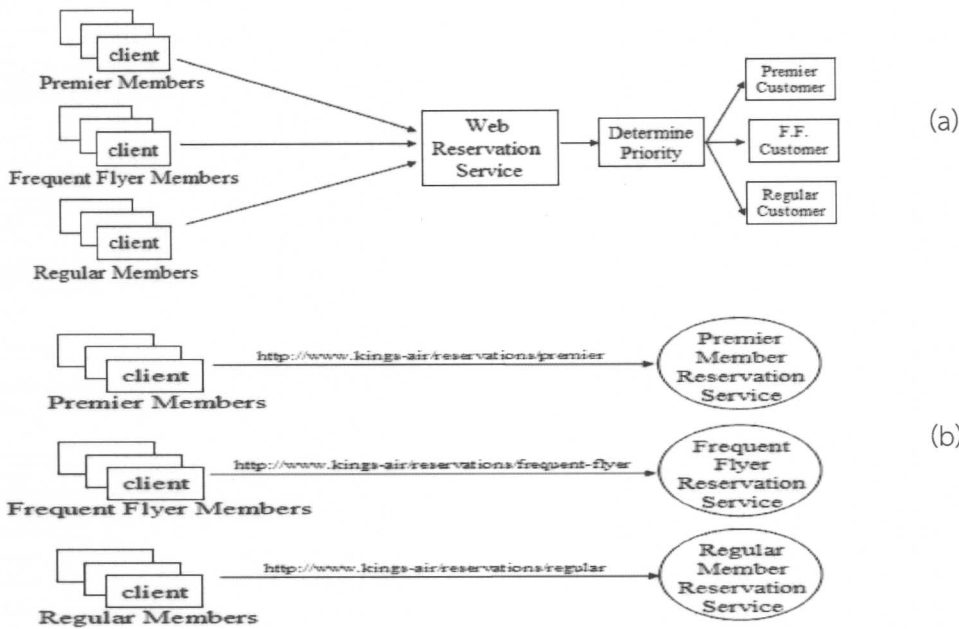 client
Premier Members
client
Frequent Flyer Members
client
Regular Members
Web
Reservation
Service
Determine
Priority
Premier
Customer
F.F.
Customer
Regular
Customer
(a)
client
Premier Members
http://www.kings-air/reservations/premier
Premier
Member
Reservation
Service
client
Frequent Flyer Members
http://www.kings-air/reservations/frequent-flyer
Frequent
Flyer
Reservation
Service
(b)
client
Regular Members
http://www.kings-air/reservations/regular
Regular
Member
Reservation
Service